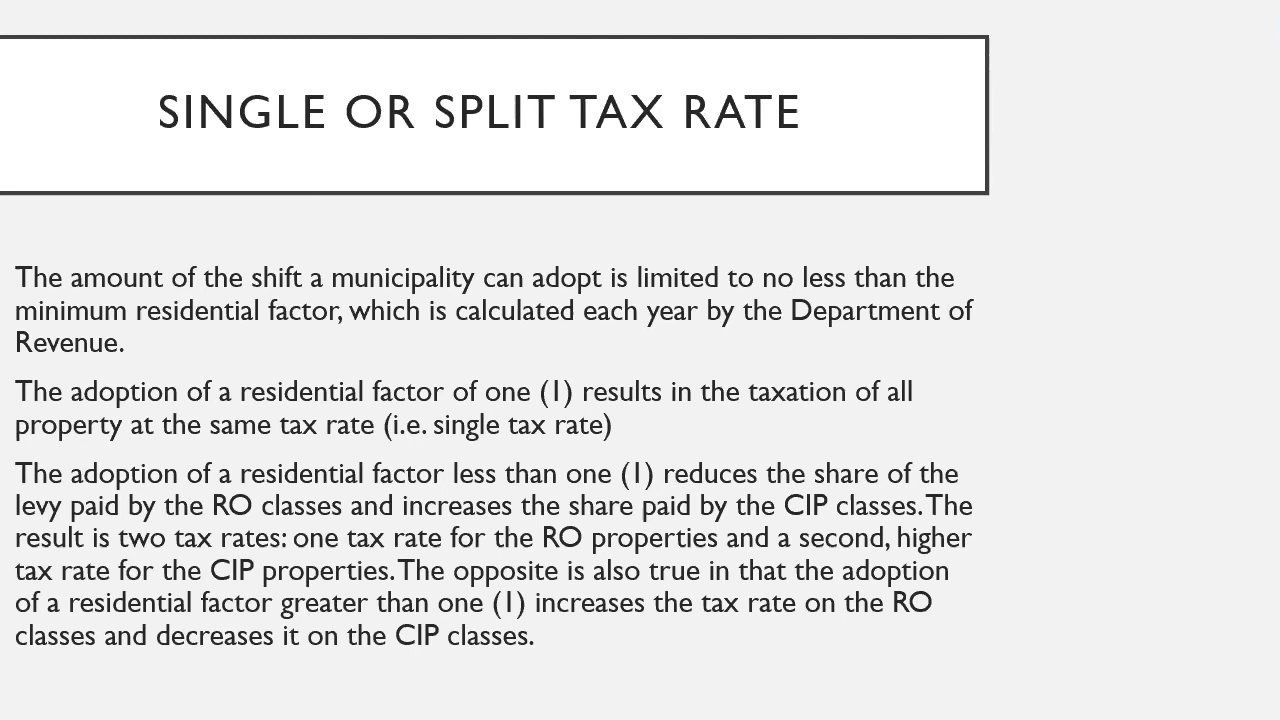 SINGLE OR SPLIT TAX RATE
The amount of the shift a municipality can adopt is limited to no less than the
minimum residential factor, which is calculated each year by the Department of
Revenue.
The adoption of a residential factor of one (1) results in the taxation of all
property at the same tax rate (i.e. single tax rate)
The adoption of a residential factor less than one (1) reduces the share of the
levy paid by the RO classes and increases the share paid by the CIP classes. The
result is two tax rates: one tax rate for the RO properties and a second, higher
tax rate for the CIP properties. The opposite is also true in that the adoption
of a residential factor greater than one (1) increases the tax rate on the RO
classes and decreases it on the CIP classes.